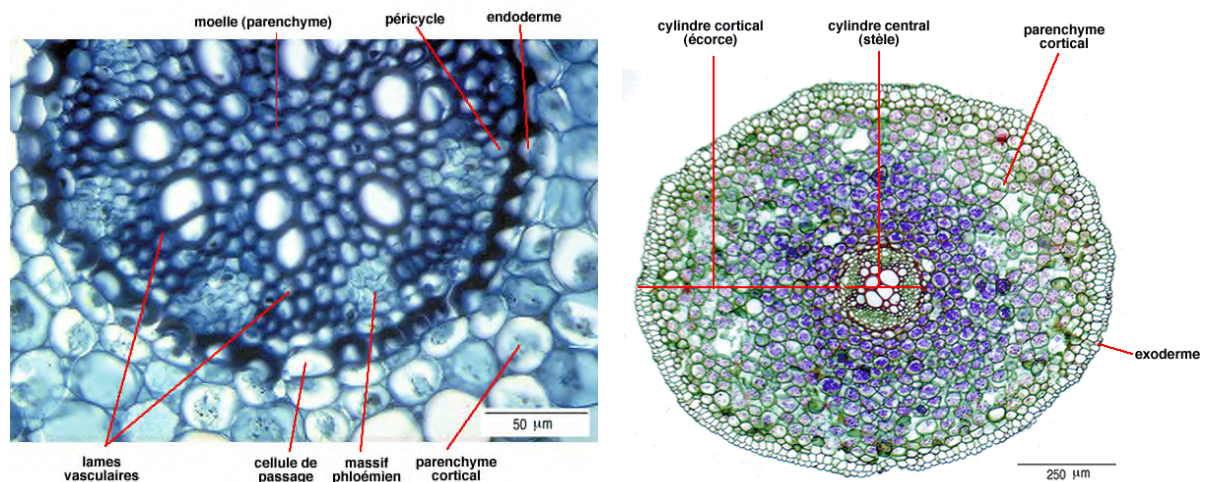 moelle (parenchyme)
péricycle
endoderme
lames
vasculaires
cellule de
passage
massif
phloémien
parenchyme
cortical
50 µm
cylindre cortical
(écorce)
cylindre central
(stèle)
parenchyme
cortical
exoderme
250 µm